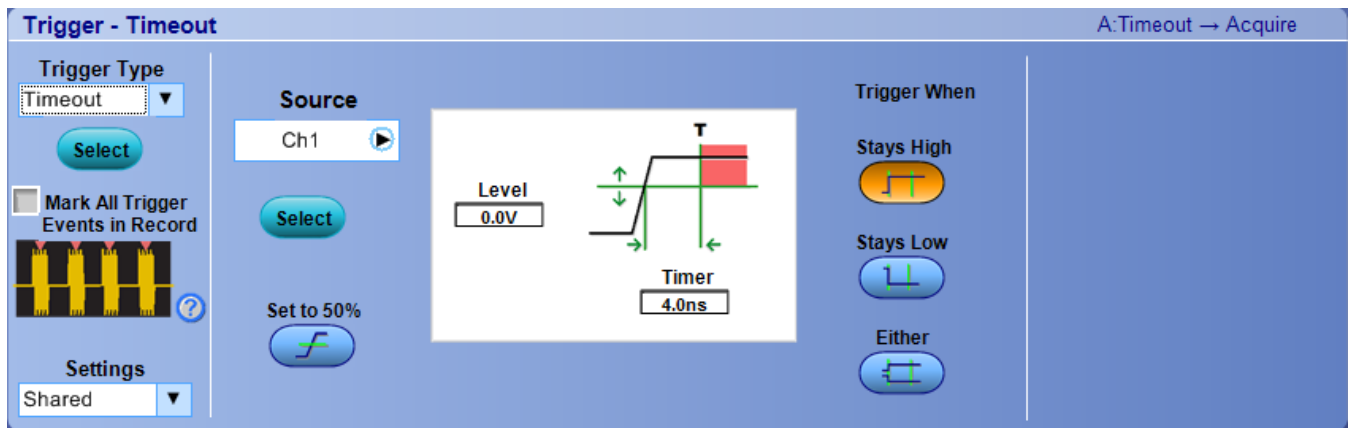 Trigger - Timeout
A:Timeout → Acquire
Trigger Type
Timeout
Select
Mark All Trigger
Events in Record
?
Settings
Shared
Source
Ch1
Select
Set to 50%
Level
0.0V
T
Timer
4.0ns
Trigger When
Stays High
Stays Low
Either